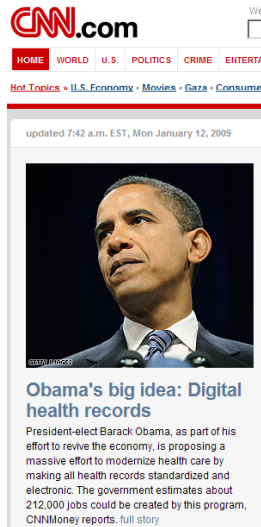 CNN.com
We
HOME WORLD U.S. POLITICS CRIME ENTERTA
Hot Topics » U.S. Economy • Movies • Gaza • Consume
updated 7:42 a.m. EST, Mon January 12, 2009
GETTY IMAGES
Obama's big idea: Digital
health records
President-elect Barack Obama, as part of his
effort to revive the economy, is proposing a
massive effort to modernize health care by
making all health records standardized and
electronic. The government estimates about
212,000 jobs could be created by this program,
CNNMoney reports. full story